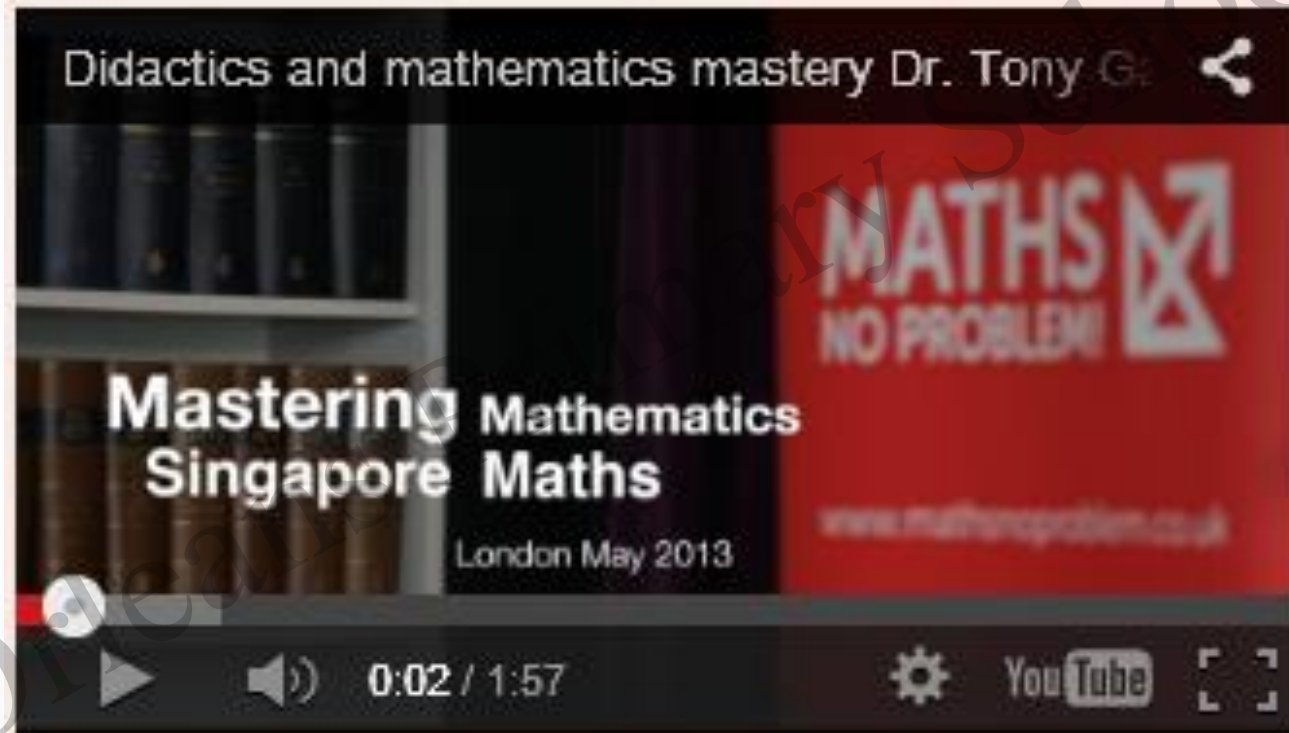 Didactics and mathematics mastery Dr. Tony G
MATHS
NO PROBLEM!
Mastering Mathematics
Singapore Maths
www.mathsnoproblem.co.uk
London May 2013
0:02 / 1:57
YouTube